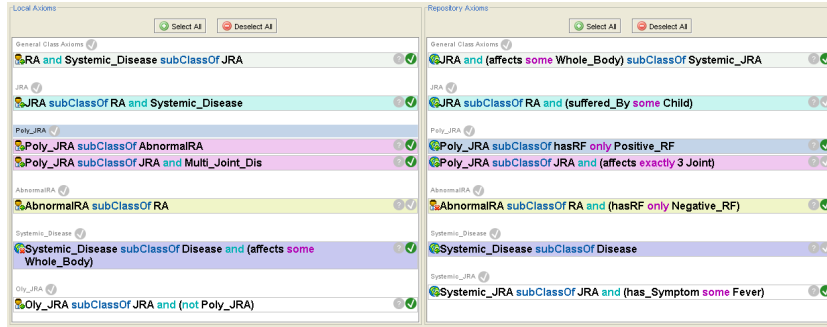 Local Axioms
Select All
Deselect All
General Class Axioms
RA and Systemic_Disease subClassOf JRA
JRA
JRA subClassOf RA and Systemic_Disease
Poly_JRA
Poly_JRA subClassOf AbnormalRA
Poly_JRA subClassOf JRA and Multi_Joint_Dis
AbnormalRA
AbnormalRA subClassOf RA
Systemic_Disease
Systemic_Disease subClassOf Disease and (affects some
Whole_Body)
Oly_JRA
Oly_JRA subClassOf JRA and (not Poly_JRA)
Repository Axioms
Select All
Deselect All
General Class Axioms
JRA and (affects some Whole_Body) subClassOf Systemic_JRA
JRA
JRA subClassOf RA and (suffered_By some Child)
Poly_JRA
Poly_JRA subClassOf hasRF only Positive_RF
Poly_JRA subClassOf JRA and (affects exactly 3 Joint)
AbnormalRA
AbnormalRA subClassOf RA and (hasRF only Negative_RF)
Systemic_Disease
Systemic_Disease subClassOf Disease
Systemic_JRA
Systemic_JRA subClassOf JRA and (has_Symptom some Fever)